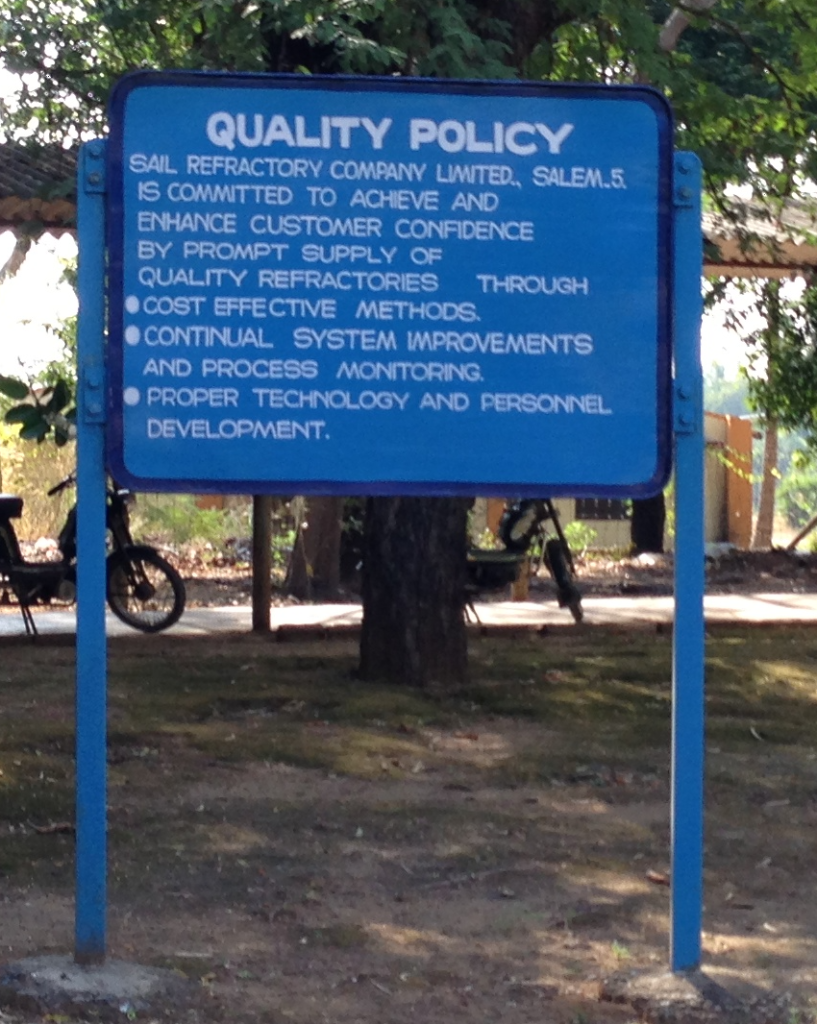 QUALITY POLICY
SAIL REFRACTORY COMPANY LIMITED., SALEM.5.
IS COMMITTED TO ACHIEVE AND
ENHANCE CUSTOMER CONFIDENCE
BY PROMPT SUPPLY OF
QUALITY REFRACTORIES THROUGH
● COST EFFECTIVE METHODS.
● CONTINUAL SYSTEM IMPROVEMENTS
AND PROCESS MONITORING.
● PROPER TECHNOLOGY AND PERSONNEL
DEVELOPMENT.